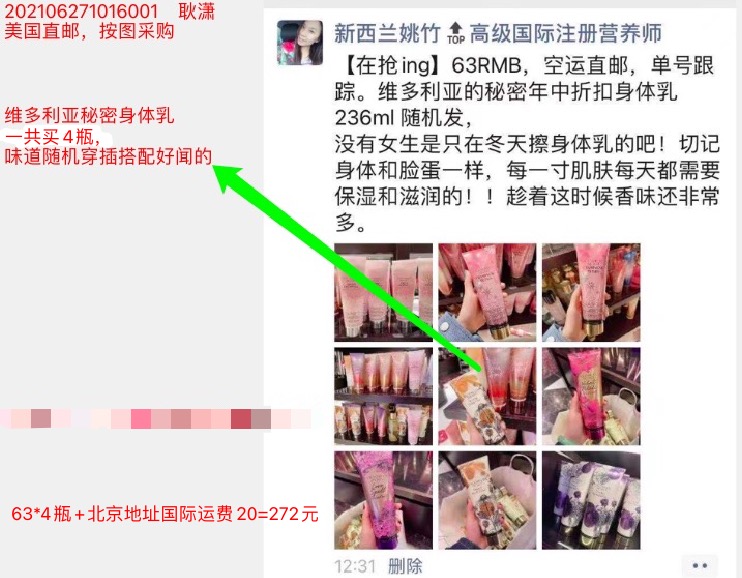 202106271016001 耿潇
美国直邮，按图采购
维多利亚秘密身体乳
一共买4瓶，
味道随机穿插搭配好闻的
63*4瓶+北京地址国际运费20=272元
新西兰姚竹TOP高级国际注册营养师
【在抢ing】63RMB，空运直邮，单号跟
踪。维多利亚的秘密年中折扣身体乳
236ml 随机发，
没有女生是只在冬天擦身体乳的吧！切记
身体和脸蛋一样，每一寸肌肤每天都需要
保湿和滋润的！！趁着这时候香味还非常
多。
12:31 删除